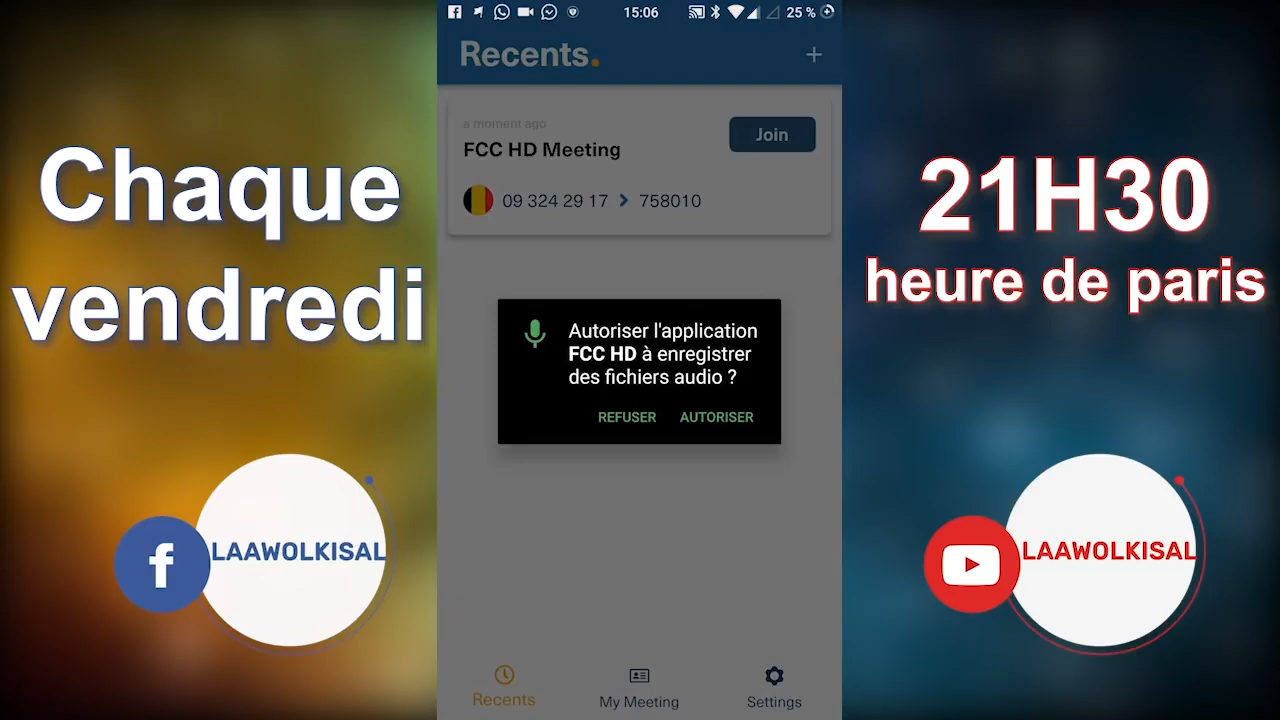 Chaque
vendredi
f
LAAWOLKISAL
15:06
25 %
Recents.
a moment ago
FCC HD Meeting
Join
09 324 29 17 > 758010
Autoriser l'application
FCC HD à enregistrer
des fichiers audio ?
REFUSER AUTORISER
Recents
My Meeting
Settings
21H30
heure de paris
LAAWOLKISAL